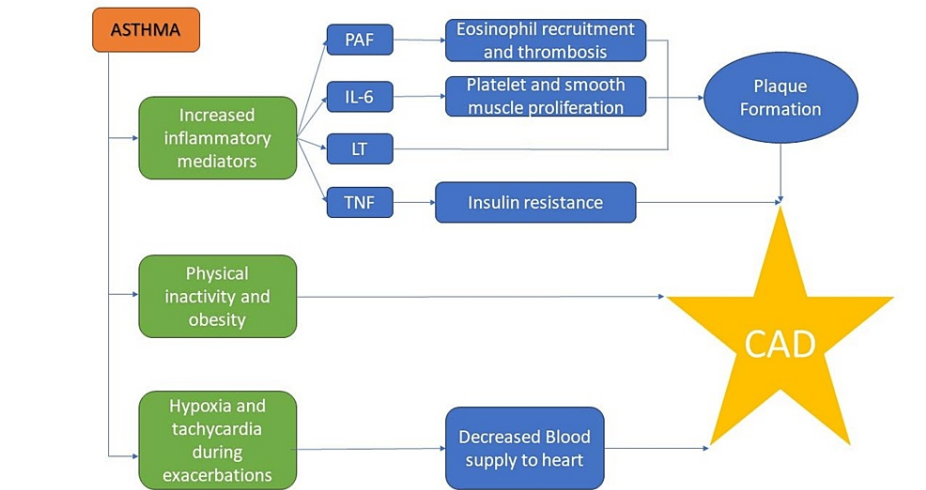 ASTHMA
Increased
inflammatory
mediators
PAF
Eosinophil recruitment
and thrombosis
IL-6
Platelet and smooth
muscle proliferation
LT
TNF
Insulin resistance
Plaque
Formation
Physical
inactivity and
obesity
CAD
Hypoxia and
tachycardia
during
exacerbations
Decreased Blood
supply to heart